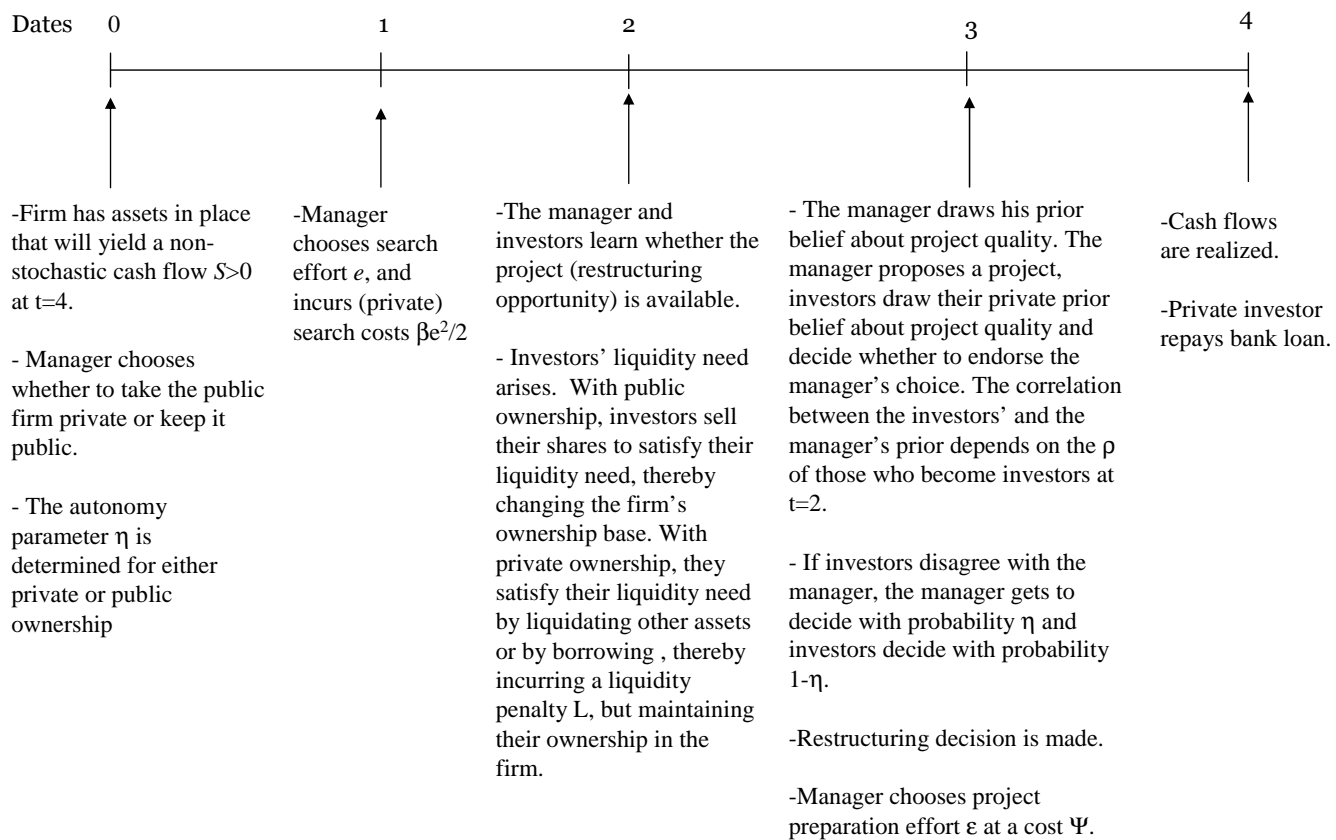 Dates 0 1 2 3 4
-Firm has assets in place
that will yield a non-
stochastic cash flow S>0
at t=4.
- Manager chooses
whether to take the public
firm private or keep it
public.
- The autonomy
parameter η is
determined for either
private or public
ownership
-Manager
chooses search
effort e, and
incurs (private)
search costs βe²/2
-The manager and
investors learn whether the
project (restructuring
opportunity) is available.
- Investors’ liquidity need
arises. With public
ownership, investors sell
their shares to satisfy their
liquidity need, thereby
changing the firm’s
ownership base. With
private ownership, they
satisfy their liquidity need
by liquidating other assets
or by borrowing , thereby
incurring a liquidity
penalty L, but maintaining
their ownership in the
firm.
- The manager draws his prior
belief about project quality. The
manager proposes a project,
investors draw their private prior
belief about project quality and
decide whether to endorse the
manager’s choice. The correlation
between the investors’ and the
manager’s prior depends on the ρ
of those who become investors at
t=2.
- If investors disagree with the
manager, the manager gets to
decide with probability η and
investors decide with probability
1-η.
-Restructuring decision is made.
-Manager chooses project
preparation effort ε at a cost Ψ.
-Cash flows
are realized.
-Private investor
repays bank loan.